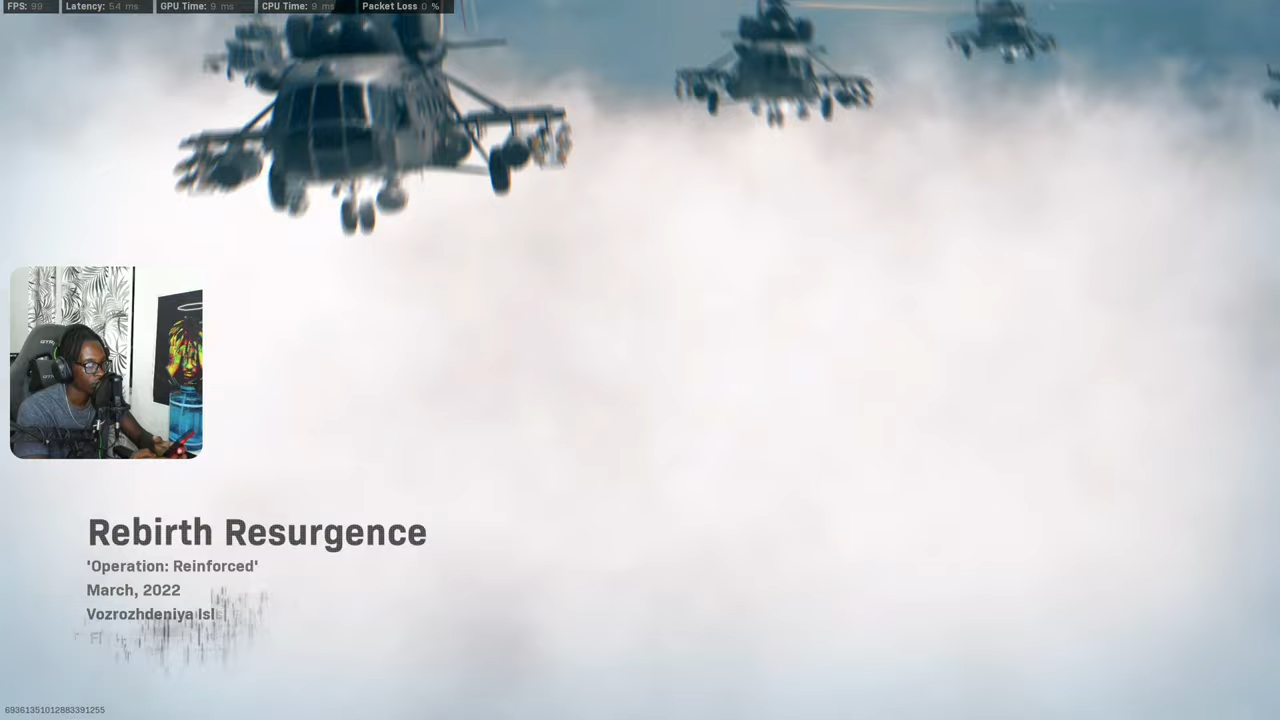 FPS: 99 Latency: 54 ms GPU Time: 9 ms CPU Time: 9 ms Packet Loss 0 %
Rebirth Resurgence
'Operation: Reinforced'
March, 2022
Vozrozhdeniya Isl
F
69361351012883391255